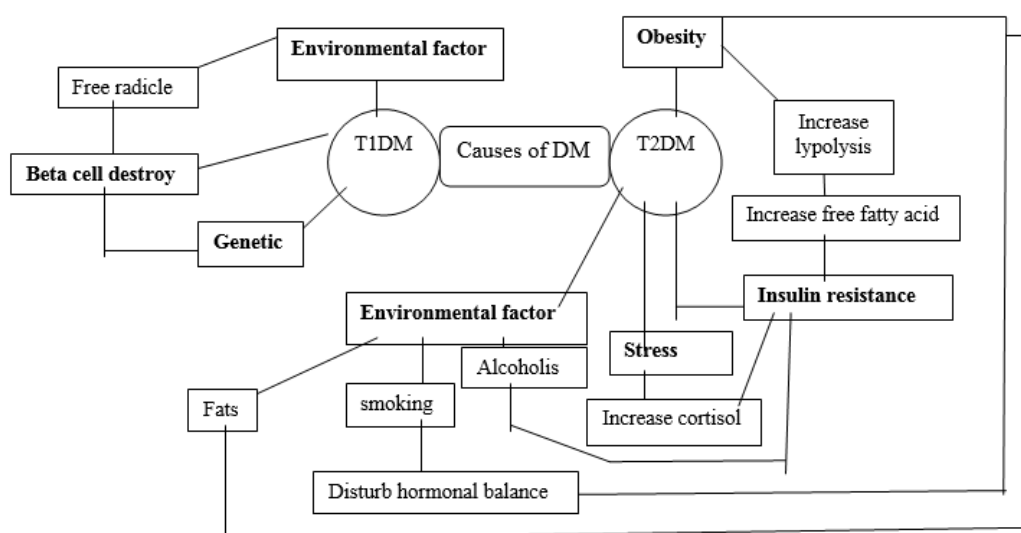 Environmental factor
Obesity
Free radicle
Increase
lypolysis
T1DM
Causes of DM
T2DM
Beta cell destroy
Increase free fatty acid
Genetic
Insulin resistance
Environmental factor
Stress
Alcoholis
Fats
smoking
Increase cortisol
Disturb hormonal balance